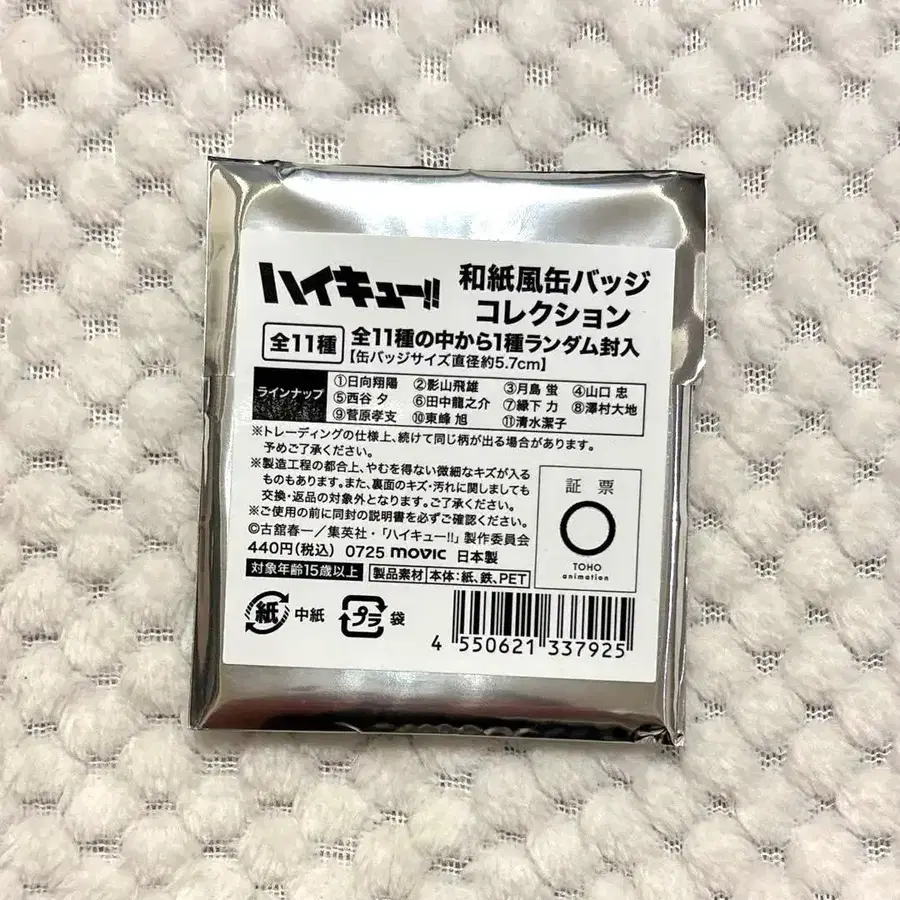 ハイキュー!! 和紙風缶バッジ
コレクション
全11種 全11種の中から1種ランダム封入
【缶バッジサイズ直径約5.7cm】
ラインナップ
①日向翔陽 ②影山飛雄 ③月島 蛍 ④山口 忠
⑤西谷 夕 ⑥田中龍之介 ⑦縁下 力 ⑧澤村大地
⑨菅原孝支 ⑩東峰 旭 ⑪清水潔子
※トレーディングの仕様上、続けて同じ柄が出る場合があります。
予めご了承ください。
※製造工程の都合上、やむを得ない微細なキズが入る
ものもあります。また、裏面のキズ・汚れに関しましても
交換・返品の対象外となります。ご了承ください。
※ご使用の前に同封の説明書を必ずご確認ください。
©古舘春一／集英社・「ハイキュー!!」製作委員会
440円(税込) 0725 movic 日本製
対象年齢15歳以上 製品素材 本体：紙、鉄、PET
証票
TOHO
animation
紙 中紙 プラ 袋
4 550621 337925